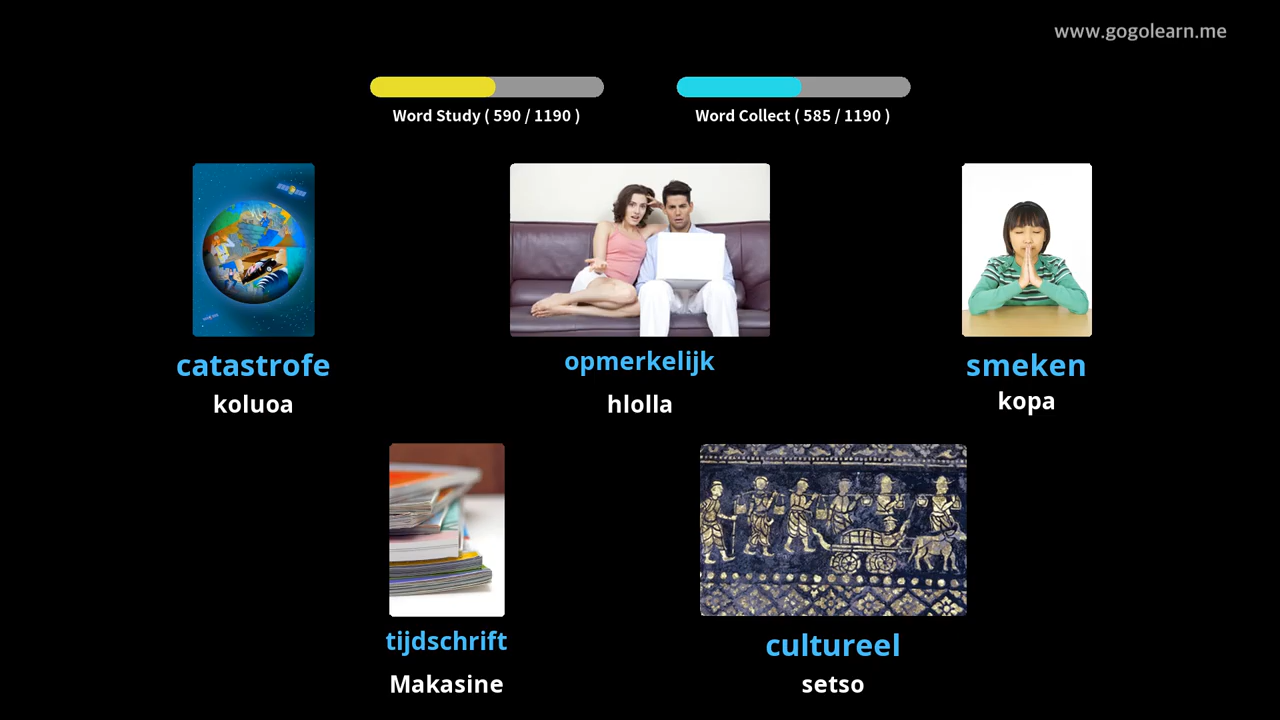 www.gogolearn.me
Word Study ( 590 / 1190 )
Word Collect ( 585 / 1190 )
catastrofe
koluoa
opmerkelijk
hlolla
smeken
kopa
tijdschrift
Makasine
cultureel
setso